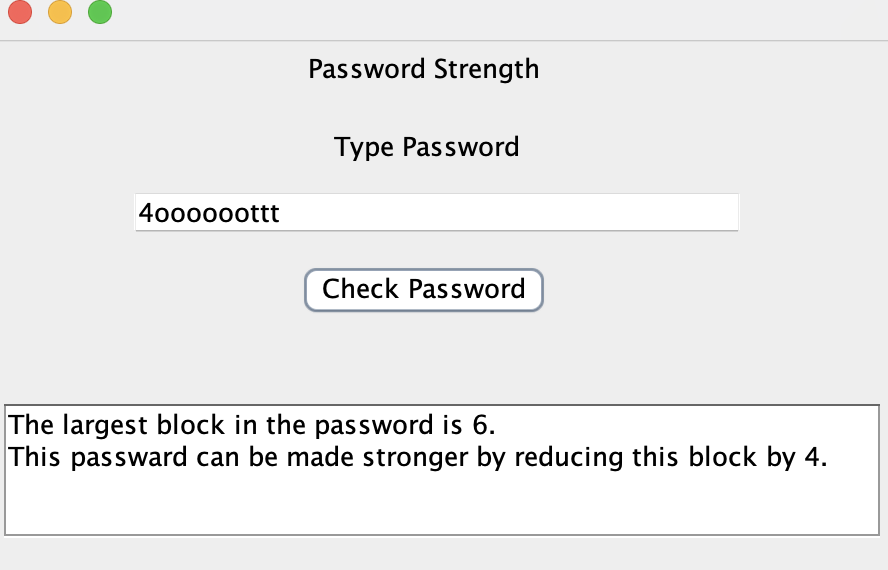 Password Strength
Type Password
4oooooottt
Check Password
The largest block in the password is 6.
This passward can be made stronger by reducing this block by 4.